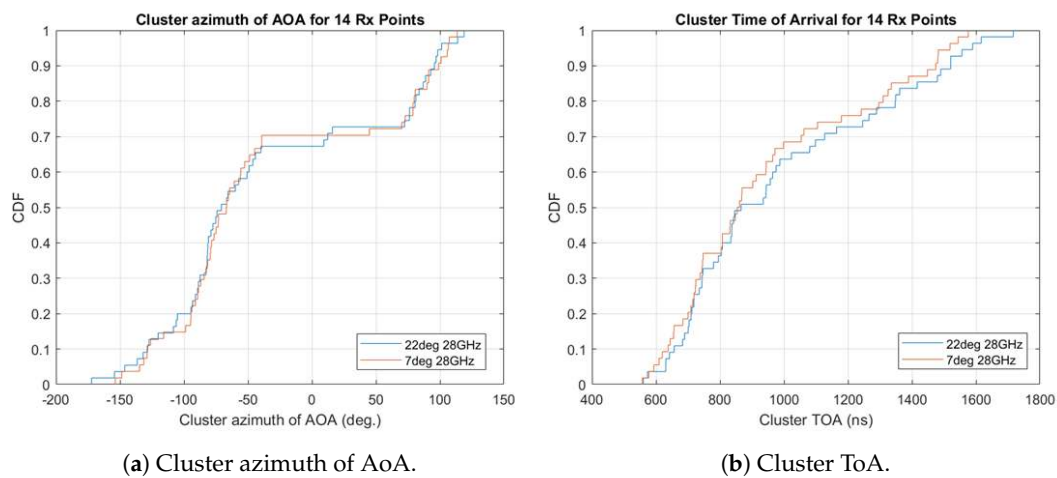 Cluster azimuth of AOA for 14 Rx Points
CDF
1
0.9
0.8
0.7
0.6
0.5
0.4
0.3
0.2
0.1
0
-200 -150 -100 -50 0 50 100 150
Cluster azimuth of AOA (deg.)
22deg 28GHz
7deg 28GHz
(a) Cluster azimuth of AoA.
Cluster Time of Arrival for 14 Rx Points
CDF
1
0.9
0.8
0.7
0.6
0.5
0.4
0.3
0.2
0.1
0
400 600 800 1000 1200 1400 1600 1800
Cluster TOA (ns)
22deg 28GHz
7deg 28GHz
(b) Cluster ToA.